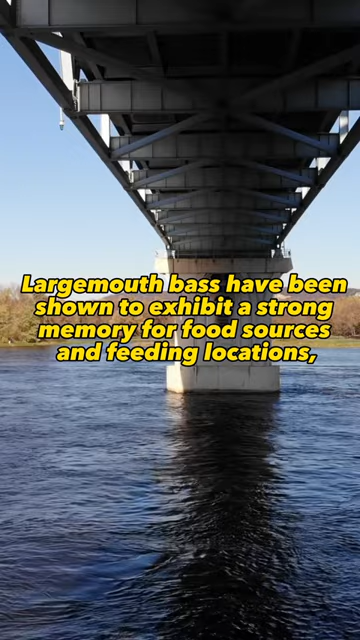 Largemouth bass have been
shown to exhibit a strong
memory for food sources
and feeding locations,